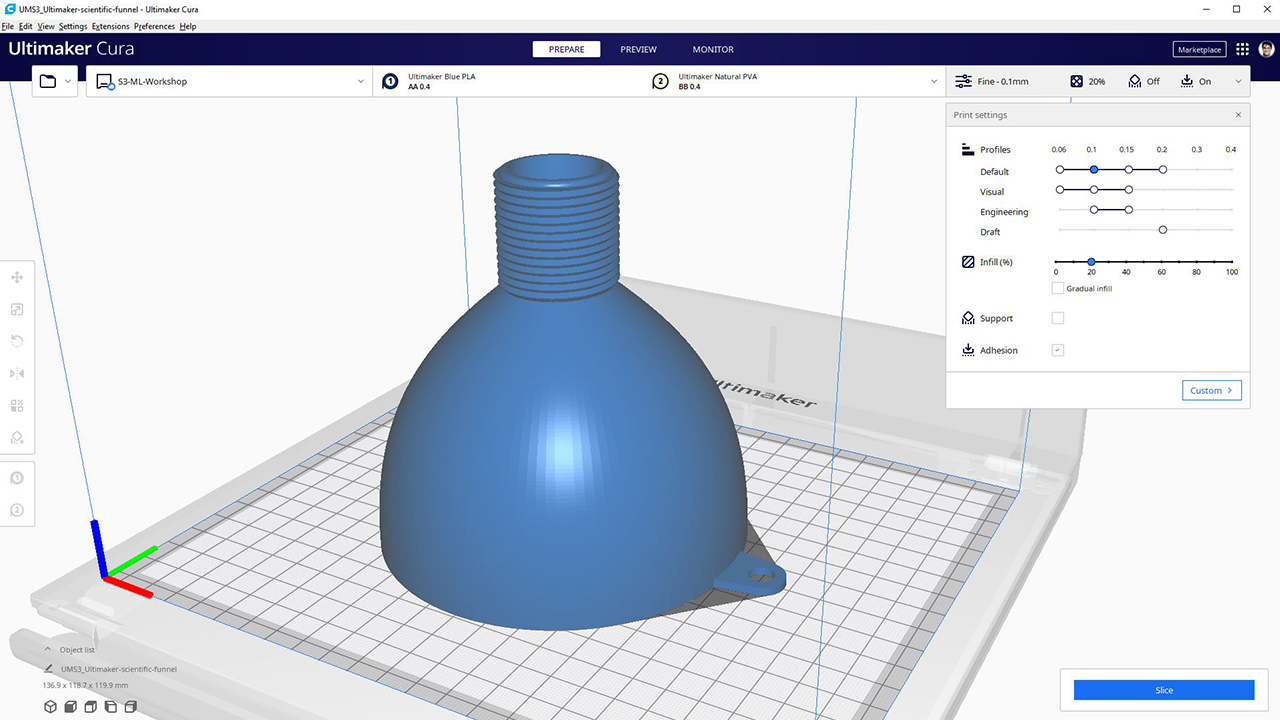 UMS3_Ultimaker-scientific-funnel - Ultimaker Cura
File Edit View Settings Extensions Preferences Help
Ultimaker Cura
PREPARE
PREVIEW
MONITOR
Marketplace
S3-ML-Workshop
1
Ultimaker Blue PLA
AA 0.4
2
Ultimaker Natural PVA
BB 0.4
Fine - 0.1mm
20%
Off
On
Print settings
Profiles
0.06 0.1 0.15 0.2 0.3 0.4
Default
Visual
Engineering
Draft
Infill (%)
0 20 40 60 80 100
Gradual infill
Support
Adhesion
Custom
ultimaker
1
2
Object list
UMS3_Ultimaker-scientific-funnel
136.9 x 118.7 x 119.9 mm
Slice